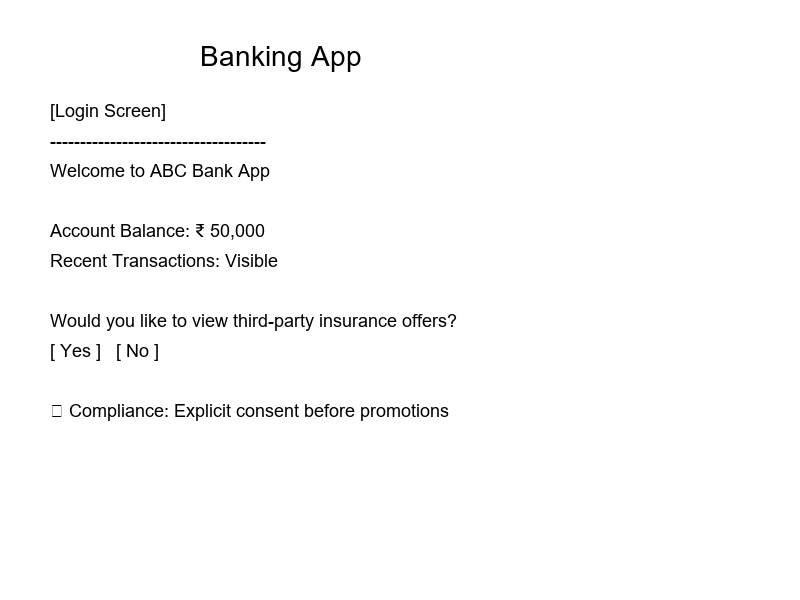 Banking App
[Login Screen]
------------------------------------
Welcome to ABC Bank App
Account Balance: ₹ 50,000
Recent Transactions: Visible
Would you like to view third-party insurance offers?
[ Yes ]   [ No ]
Compliance: Explicit consent before promotions